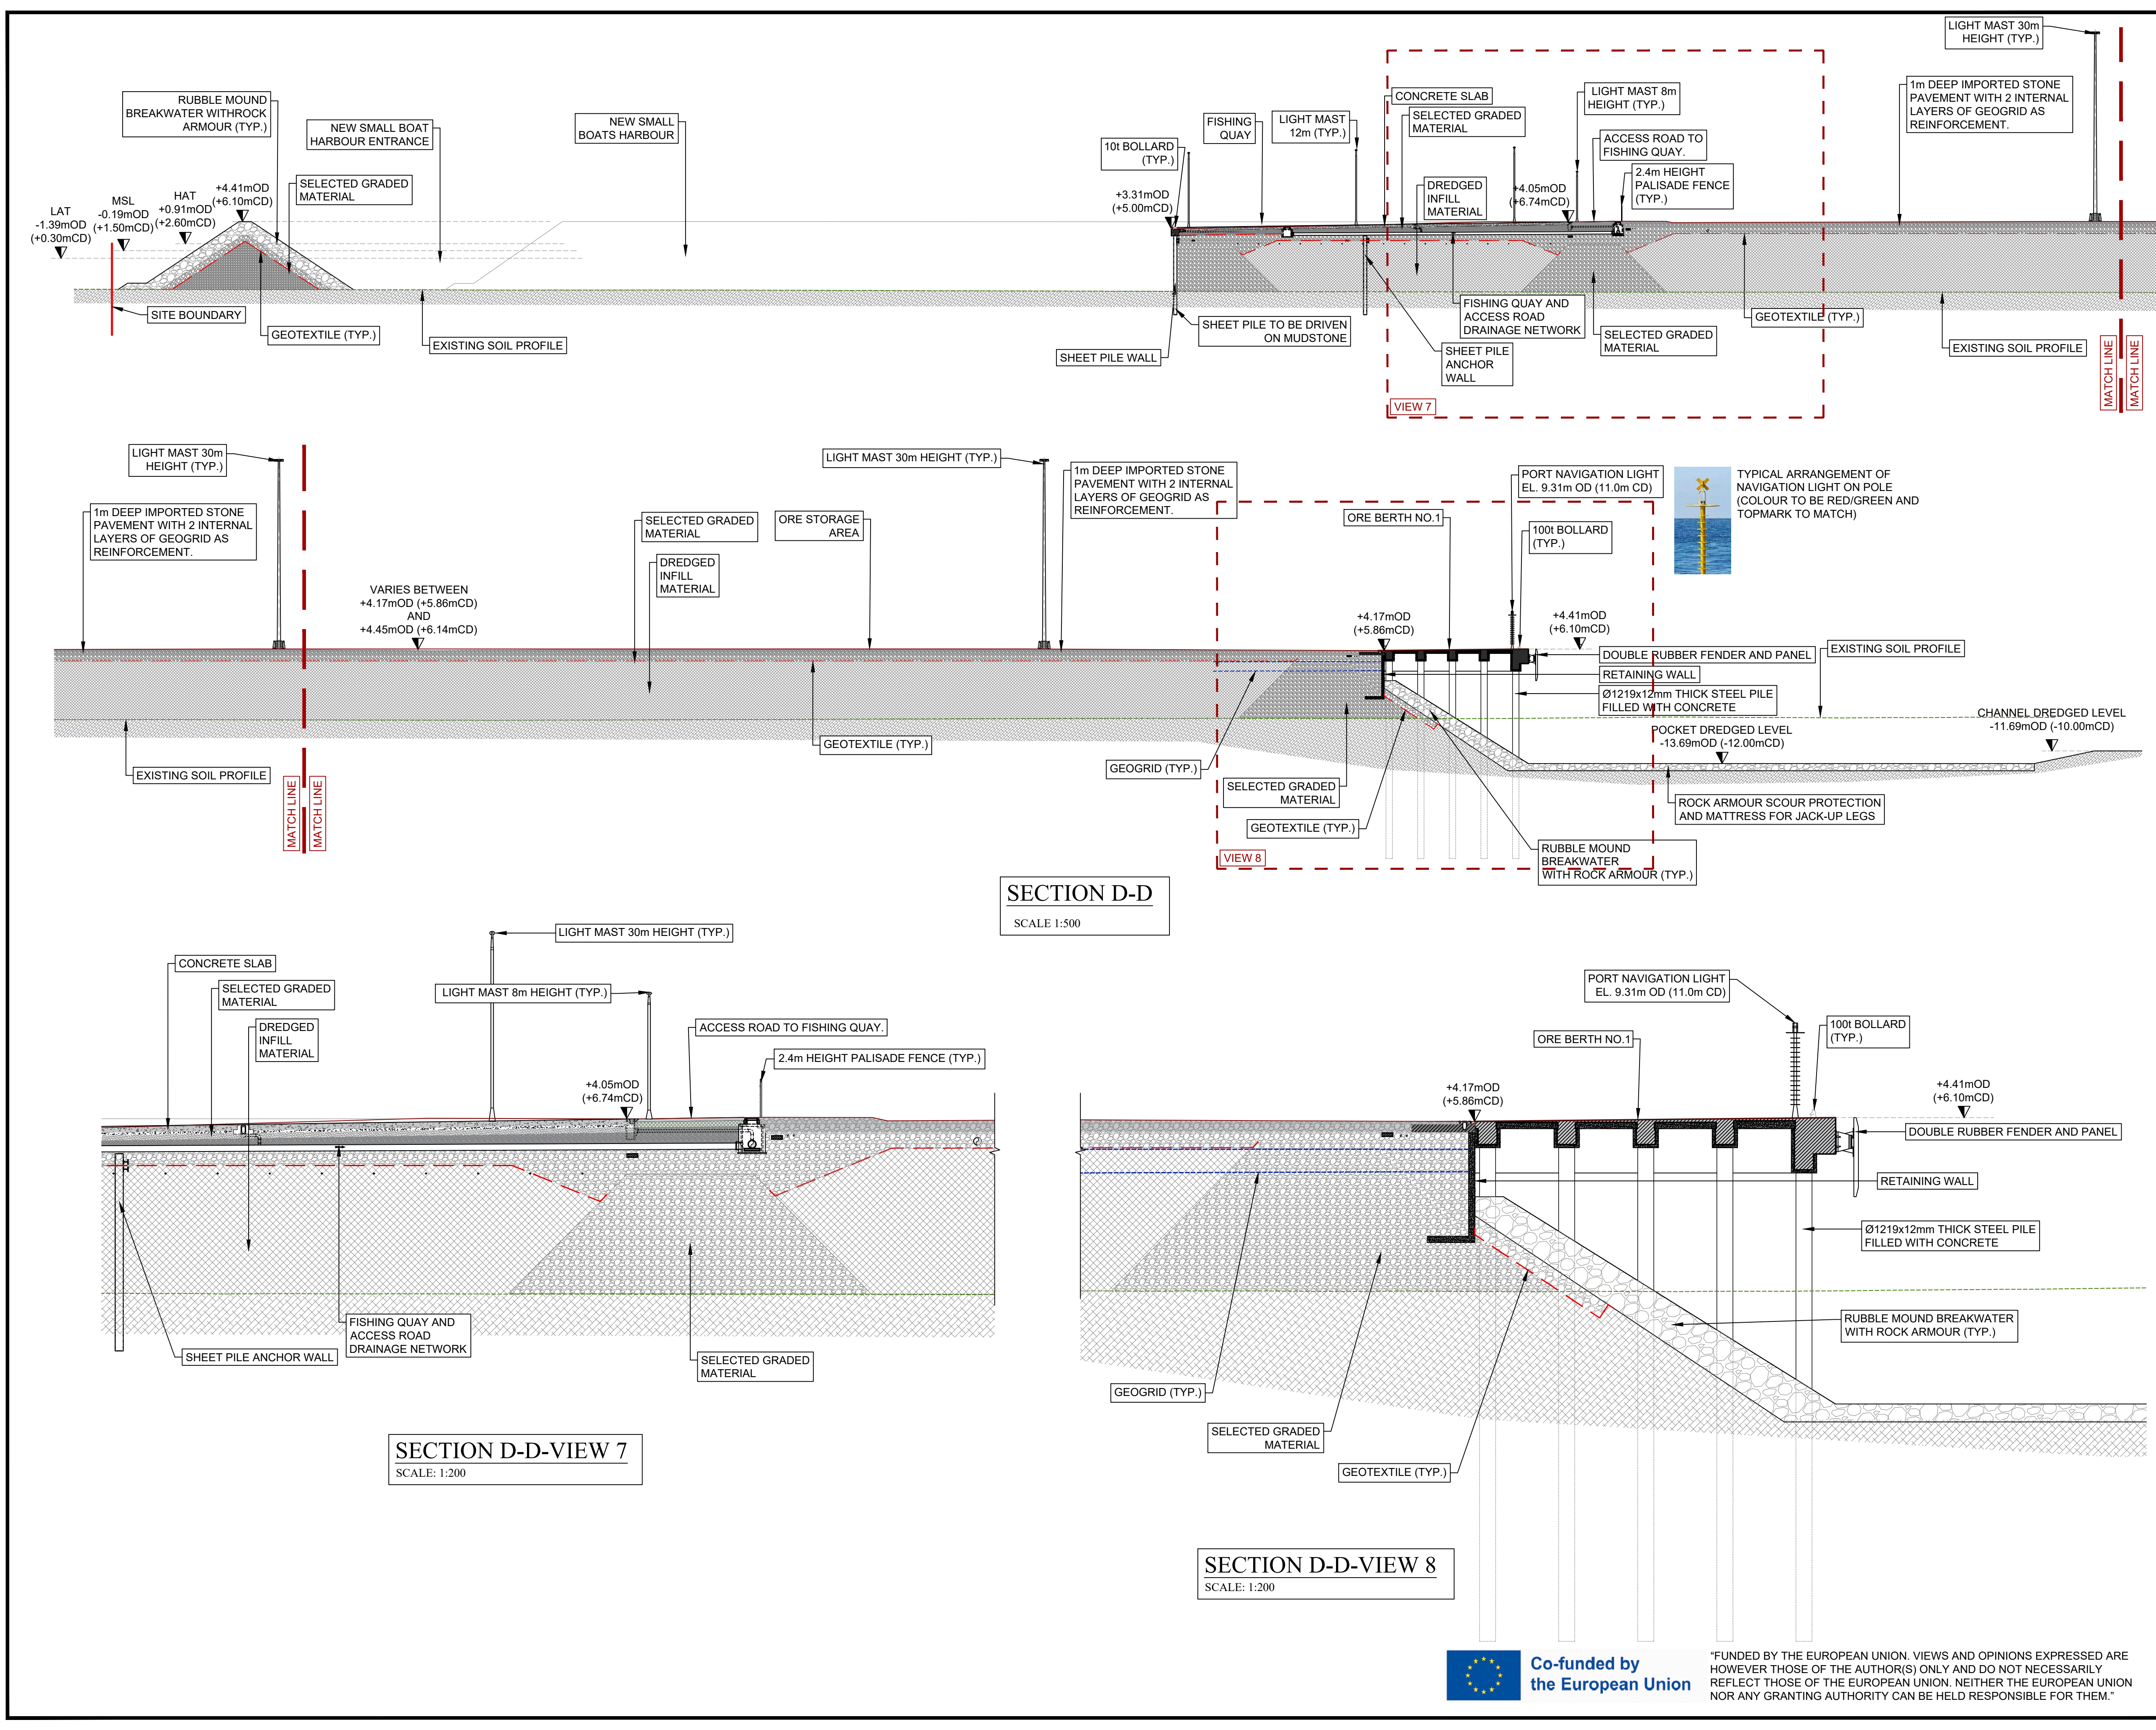 LIGHT MAST 30m
HEIGHT (TYP.)
RUBBLE MOUND
BREAKWATER WITHROCK
ARMOUR (TYP.)
NEW SMALL BOAT
HARBOUR ENTRANCE
NEW SMALL
BOATS HARBOUR
SELECTED GRADED
MATERIAL
LAT
-1.39mOD
(+0.30mCD)
MSL
-0.19mOD
(+1.50mCD)
HAT
+0.91mOD
(+2.60mCD)
+4.41mOD
(+6.10mCD)
10t BOLLARD
(TYP.)
+3.31mOD
(+5.00mCD)
FISHING
QUAY
LIGHT MAST
12m (TYP.)
CONCRETE SLAB
SELECTED GRADED
MATERIAL
LIGHT MAST 8m
HEIGHT (TYP.)
ACCESS ROAD TO
FISHING QUAY.
DREDGED
INFILL
MATERIAL
+4.05mOD
(+6.74mCD)
2.4m HEIGHT
PALISADE FENCE
(TYP.)
1m DEEP IMPORTED STONE
PAVEMENT WITH 2 INTERNAL
LAYERS OF GEOGRID AS
REINFORCEMENT.
SITE BOUNDARY
GEOTEXTILE (TYP.)
EXISTING SOIL PROFILE
SHEET PILE WALL
SHEET PILE TO BE DRIVEN
ON MUDSTONE
FISHING QUAY AND
ACCESS ROAD
DRAINAGE NETWORK
SHEET PILE
ANCHOR
WALL
SELECTED GRADED
MATERIAL
GEOTEXTILE (TYP.)
EXISTING SOIL PROFILE
MATCH LINE
MATCH LINE
VIEW 7
LIGHT MAST 30m
HEIGHT (TYP.)
1m DEEP IMPORTED STONE
PAVEMENT WITH 2 INTERNAL
LAYERS OF GEOGRID AS
REINFORCEMENT.
VARIES BETWEEN
+4.17mOD (+5.86mCD)
AND
+4.45mOD (+6.14mCD)
SELECTED GRADED
MATERIAL
DREDGED
INFILL
MATERIAL
ORE STORAGE
AREA
LIGHT MAST 30m HEIGHT (TYP.)
1m DEEP IMPORTED STONE
PAVEMENT WITH 2 INTERNAL
LAYERS OF GEOGRID AS
REINFORCEMENT.
ORE BERTH NO.1
PORT NAVIGATION LIGHT
EL. 9.31m OD (11.0m CD)
100t BOLLARD
(TYP.)
TYPICAL ARRANGEMENT OF
NAVIGATION LIGHT ON POLE
(COLOUR TO BE RED/GREEN AND
TOPMARK TO MATCH)
+4.17mOD
(+5.86mCD)
+4.41mOD
(+6.10mCD)
DOUBLE RUBBER FENDER AND PANEL
RETAINING WALL
Ø1219x12mm THICK STEEL PILE
FILLED WITH CONCRETE
EXISTING SOIL PROFILE
POCKET DREDGED LEVEL
-13.69mOD (-12.00mCD)
CHANNEL DREDGED LEVEL
-11.69mOD (-10.00mCD)
EXISTING SOIL PROFILE
MATCH LINE
MATCH LINE
GEOTEXTILE (TYP.)
GEOGRID (TYP.)
SELECTED GRADED
MATERIAL
GEOTEXTILE (TYP.)
ROCK ARMOUR SCOUR PROTECTION
AND MATTRESS FOR JACK-UP LEGS
RUBBLE MOUND
BREAKWATER
WITH ROCK ARMOUR (TYP.)
VIEW 8
SECTION D-D
SCALE 1:500
LIGHT MAST 30m HEIGHT (TYP.)
CONCRETE SLAB
SELECTED GRADED
MATERIAL
LIGHT MAST 8m HEIGHT (TYP.)
DREDGED
INFILL
MATERIAL
ACCESS ROAD TO FISHING QUAY.
2.4m HEIGHT PALISADE FENCE (TYP.)
+4.05mOD
(+6.74mCD)
FISHING QUAY AND
ACCESS ROAD
DRAINAGE NETWORK
SHEET PILE ANCHOR WALL
SELECTED GRADED
MATERIAL
SECTION D-D-VIEW 7
SCALE: 1:200
PORT NAVIGATION LIGHT
EL. 9.31m OD (11.0m CD)
ORE BERTH NO.1
100t BOLLARD
(TYP.)
+4.17mOD
(+5.86mCD)
+4.41mOD
(+6.10mCD)
DOUBLE RUBBER FENDER AND PANEL
RETAINING WALL
Ø1219x12mm THICK STEEL PILE
FILLED WITH CONCRETE
RUBBLE MOUND BREAKWATER
WITH ROCK ARMOUR (TYP.)
GEOGRID (TYP.)
SELECTED GRADED
MATERIAL
GEOTEXTILE (TYP.)
SECTION D-D-VIEW 8
SCALE: 1:200
Co-funded by
the European Union
"FUNDED BY THE EUROPEAN UNION. VIEWS AND OPINIONS EXPRESSED ARE
HOWEVER THOSE OF THE AUTHOR(S) ONLY AND DO NOT NECESSARILY
REFLECT THOSE OF THE EUROPEAN UNION. NEITHER THE EUROPEAN UNION
NOR ANY GRANTING AUTHORITY CAN BE HELD RESPONSIBLE FOR THEM."